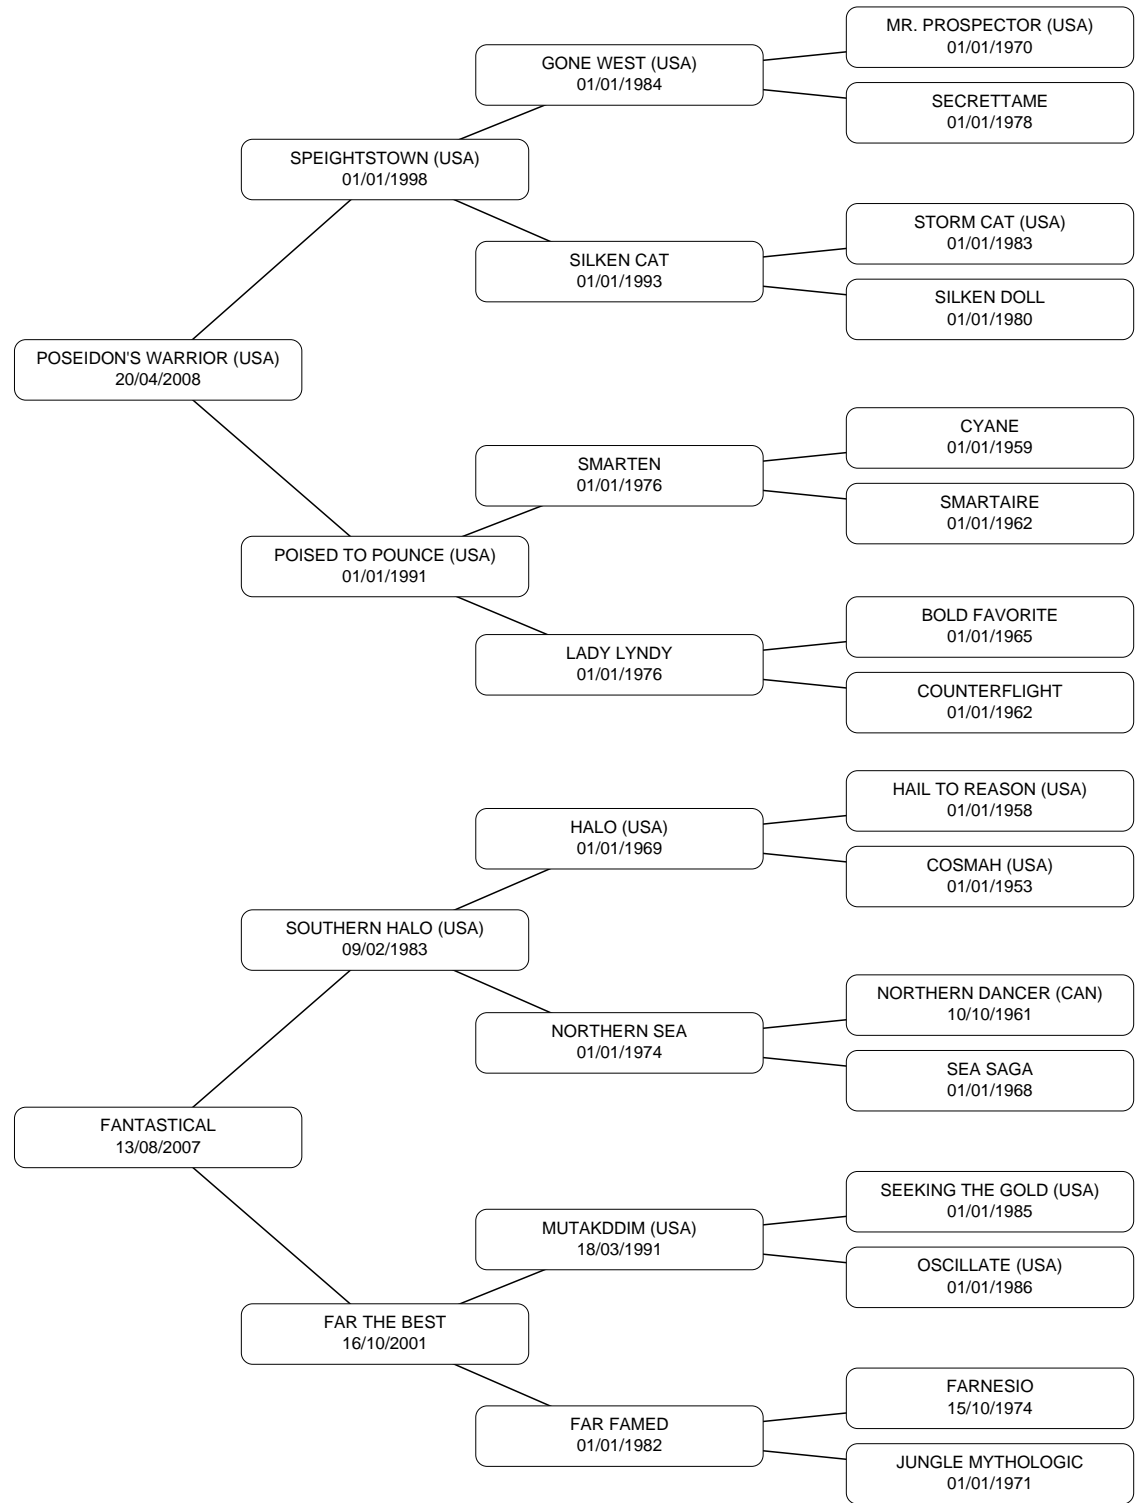 MR. PROSPECTOR (USA)
01/01/1970
GONE WEST (USA)
01/01/1984
SECRETTAME
01/01/1978
SPEIGHTSTOWN (USA)
01/01/1998
STORM CAT (USA)
01/01/1983
SILKEN CAT
01/01/1993
SILKEN DOLL
01/01/1980
POSEIDON'S WARRIOR (USA)
20/04/2008
CYANE
01/01/1959
SMARTEN
01/01/1976
SMARTAIRE
01/01/1962
POISED TO POUNCE (USA)
01/01/1991
BOLD FAVORITE
01/01/1965
LADY LYNDY
01/01/1976
COUNTERFLIGHT
01/01/1962
HAIL TO REASON (USA)
01/01/1958
HALO (USA)
01/01/1969
COSMAH (USA)
01/01/1953
SOUTHERN HALO (USA)
09/02/1983
NORTHERN DANCER (CAN)
10/10/1961
NORTHERN SEA
01/01/1974
SEA SAGA
01/01/1968
FANTASTICAL
13/08/2007
SEEKING THE GOLD (USA)
01/01/1985
MUTAKDDIM (USA)
18/03/1991
OSCILLATE (USA)
01/01/1986
FAR THE BEST
16/10/2001
FARNESIO
15/10/1974
FAR FAMED
01/01/1982
JUNGLE MYTHOLOGIC
01/01/1971